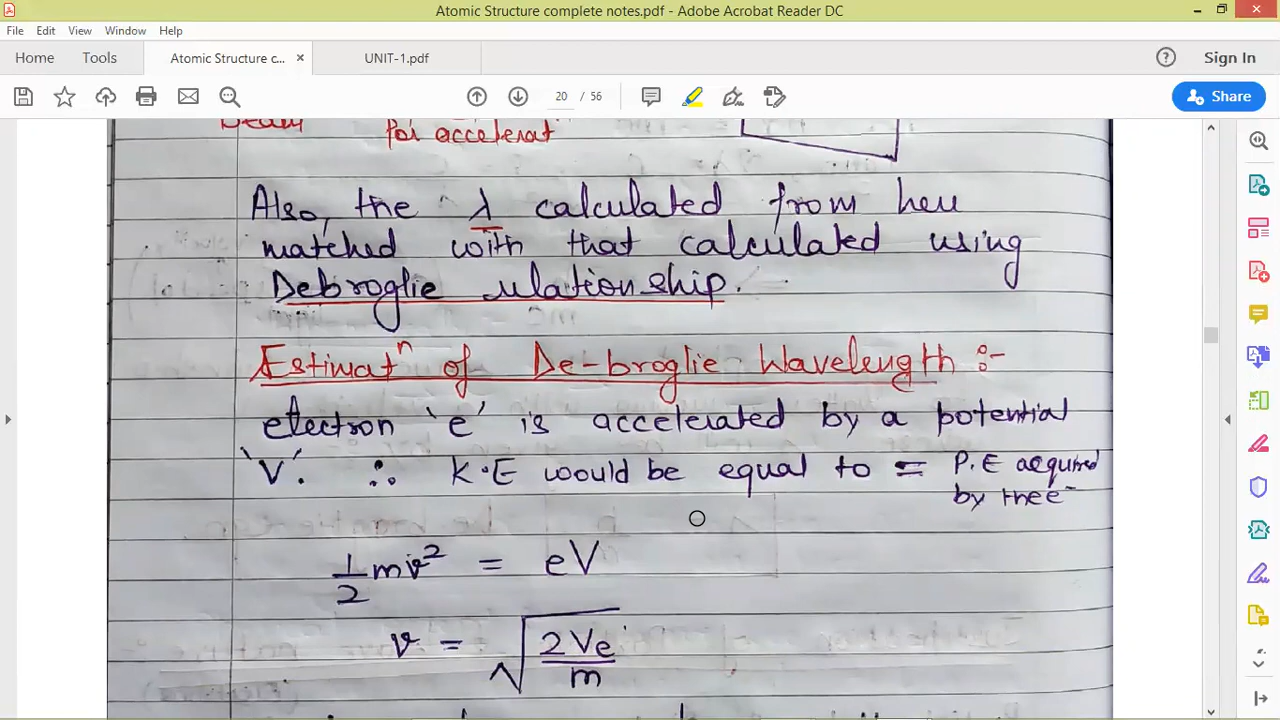 Atomic Structure complete notes.pdf - Adobe Acrobat Reader DC
File Edit View Window Help
Home Tools Atomic Structure c... × UNIT-1.pdf Sign In
20 / 56 Share
Beam for accelerat
Also, the λ calculated from here
matched with that calculated using
Debroglie relationship.
Estimatⁿ of De-broglie Wavelength :-
electron 'e' is accelerated by a potential
'V'. ∴ K.E would be equal to = P.E acquired
by the e⁻
1/2 mv² = eV
v = √(2Ve/m)